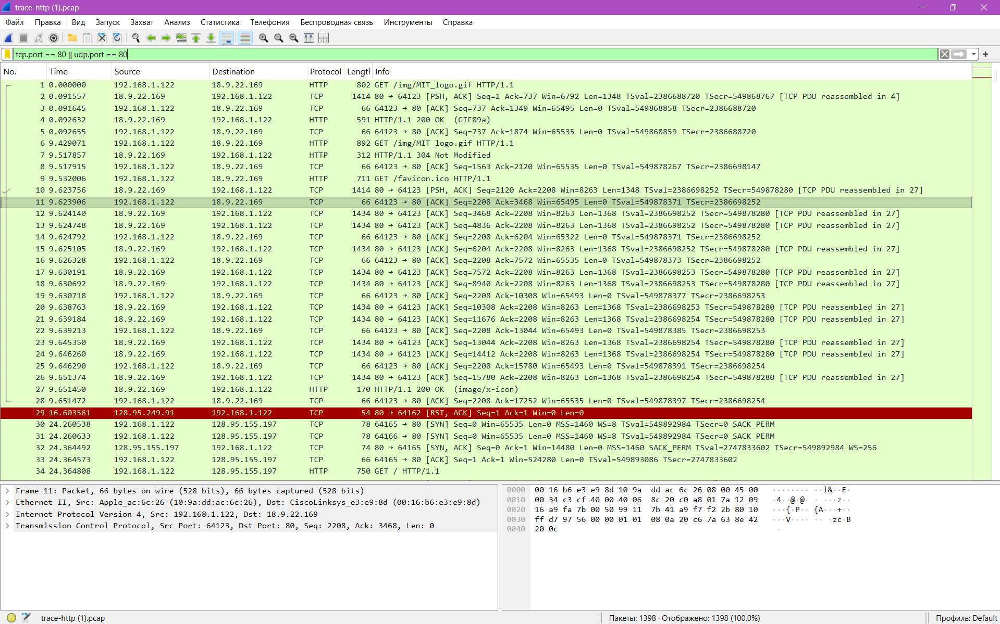 trace-http (1).pcap
Файл Правка Вид Запуск Захват Анализ Статистика Телефония Беспроводная связь Инструменты Справка
tcp.port == 80 || udp.port == 80
No. Time Source Destination Protocol Length Info
1 0.000000 192.168.1.122 18.9.22.169 HTTP 802 GET /img/MIT_logo.gif HTTP/1.1
2 0.091557 18.9.22.169 192.168.1.122 TCP 1414 80 → 64123 [PSH, ACK] Seq=1 Ack=737 Win=6792 Len=1348 TSval=2386688720 TSecr=549868767 [TCP PDU reassembled in 4]
3 0.091645 192.168.1.122 18.9.22.169 TCP 66 64123 → 80 [ACK] Seq=737 Ack=1349 Win=65495 Len=0 TSval=549868858 TSecr=2386688720
4 0.092632 18.9.22.169 192.168.1.122 HTTP 591 HTTP/1.1 200 OK  (GIF89a)
5 0.092655 192.168.1.122 18.9.22.169 TCP 66 64123 → 80 [ACK] Seq=737 Ack=1874 Win=65535 Len=0 TSval=549868859 TSecr=2386688720
6 9.429071 192.168.1.122 18.9.22.169 HTTP 892 GET /img/MIT_logo.gif HTTP/1.1
7 9.517857 18.9.22.169 192.168.1.122 HTTP 312 HTTP/1.1 304 Not Modified
8 9.517915 192.168.1.122 18.9.22.169 TCP 66 64123 → 80 [ACK] Seq=1563 Ack=2120 Win=65535 Len=0 TSval=549878267 TSecr=2386698147
9 9.532006 192.168.1.122 18.9.22.169 HTTP 711 GET /favicon.ico HTTP/1.1
10 9.623756 18.9.22.169 192.168.1.122 TCP 1414 80 → 64123 [PSH, ACK] Seq=2120 Ack=2208 Win=8263 Len=1348 TSval=2386698252 TSecr=549878280 [TCP PDU reassembled in 27]
11 9.623906 192.168.1.122 18.9.22.169 TCP 66 64123 → 80 [ACK] Seq=2208 Ack=3468 Win=65495 Len=0 TSval=549878371 TSecr=2386698252
12 9.624140 18.9.22.169 192.168.1.122 TCP 1434 80 → 64123 [ACK] Seq=3468 Ack=2208 Win=8263 Len=1368 TSval=2386698252 TSecr=549878280 [TCP PDU reassembled in 27]
13 9.624748 18.9.22.169 192.168.1.122 TCP 1434 80 → 64123 [ACK] Seq=4836 Ack=2208 Win=8263 Len=1368 TSval=2386698252 TSecr=549878280 [TCP PDU reassembled in 27]
14 9.624792 192.168.1.122 18.9.22.169 TCP 66 64123 → 80 [ACK] Seq=2208 Ack=6204 Win=65322 Len=0 TSval=549878371 TSecr=2386698252
15 9.625105 18.9.22.169 192.168.1.122 TCP 1434 80 → 64123 [ACK] Seq=6204 Ack=2208 Win=8263 Len=1368 TSval=2386698252 TSecr=549878280 [TCP PDU reassembled in 27]
16 9.626328 192.168.1.122 18.9.22.169 TCP 66 64123 → 80 [ACK] Seq=2208 Ack=7572 Win=65535 Len=0 TSval=549878373 TSecr=2386698252
17 9.630191 18.9.22.169 192.168.1.122 TCP 1434 80 → 64123 [ACK] Seq=7572 Ack=2208 Win=8263 Len=1368 TSval=2386698253 TSecr=549878280 [TCP PDU reassembled in 27]
18 9.630692 18.9.22.169 192.168.1.122 TCP 1434 80 → 64123 [ACK] Seq=8940 Ack=2208 Win=8263 Len=1368 TSval=2386698253 TSecr=549878280 [TCP PDU reassembled in 27]
19 9.630718 192.168.1.122 18.9.22.169 TCP 66 64123 → 80 [ACK] Seq=2208 Ack=10308 Win=65493 Len=0 TSval=549878377 TSecr=2386698253
20 9.638763 18.9.22.169 192.168.1.122 TCP 1434 80 → 64123 [ACK] Seq=10308 Ack=2208 Win=8263 Len=1368 TSval=2386698253 TSecr=549878280 [TCP PDU reassembled in 27]
21 9.639184 18.9.22.169 192.168.1.122 TCP 1434 80 → 64123 [ACK] Seq=11676 Ack=2208 Win=8263 Len=1368 TSval=2386698254 TSecr=549878280 [TCP PDU reassembled in 27]
22 9.639213 192.168.1.122 18.9.22.169 TCP 66 64123 → 80 [ACK] Seq=2208 Ack=13044 Win=65493 Len=0 TSval=549878385 TSecr=2386698253
23 9.645350 18.9.22.169 192.168.1.122 TCP 1434 80 → 64123 [ACK] Seq=13044 Ack=2208 Win=8263 Len=1368 TSval=2386698254 TSecr=549878280 [TCP PDU reassembled in 27]
24 9.646260 18.9.22.169 192.168.1.122 TCP 1434 80 → 64123 [ACK] Seq=14412 Ack=2208 Win=8263 Len=1368 TSval=2386698254 TSecr=549878280 [TCP PDU reassembled in 27]
25 9.646290 192.168.1.122 18.9.22.169 TCP 66 64123 → 80 [ACK] Seq=2208 Ack=15780 Win=65493 Len=0 TSval=549878391 TSecr=2386698254
26 9.651374 18.9.22.169 192.168.1.122 TCP 1434 80 → 64123 [ACK] Seq=15780 Ack=2208 Win=8263 Len=1368 TSval=2386698254 TSecr=549878280 [TCP PDU reassembled in 27]
27 9.651450 18.9.22.169 192.168.1.122 HTTP 170 HTTP/1.1 200 OK  (image/x-icon)
28 9.651472 192.168.1.122 18.9.22.169 TCP 66 64123 → 80 [ACK] Seq=2208 Ack=17252 Win=65535 Len=0 TSval=549878397 TSecr=2386698254
29 16.603561 128.95.249.91 192.168.1.122 TCP 54 80 → 64162 [RST, ACK] Seq=1 Ack=1 Win=0 Len=0
30 24.260538 192.168.1.122 128.95.155.197 TCP 78 64165 → 80 [SYN] Seq=0 Win=65535 Len=0 MSS=1460 WS=8 TSval=549892984 TSecr=0 SACK_PERM
31 24.260633 192.168.1.122 128.95.155.197 TCP 78 64166 → 80 [SYN] Seq=0 Win=65535 Len=0 MSS=1460 WS=8 TSval=549892984 TSecr=0 SACK_PERM
32 24.364492 128.95.155.197 192.168.1.122 TCP 74 80 → 64165 [SYN, ACK] Seq=0 Ack=1 Win=14480 Len=0 MSS=1460 SACK_PERM TSval=2747833602 TSecr=549892984 WS=256
33 24.364573 192.168.1.122 128.95.155.197 TCP 66 64165 → 80 [ACK] Seq=1 Ack=1 Win=524280 Len=0 TSval=549893086 TSecr=2747833602
34 24.364808 192.168.1.122 128.95.155.197 HTTP 750 GET / HTTP/1.1
Frame 11: Packet, 66 bytes on wire (528 bits), 66 bytes captured (528 bits)
Ethernet II, Src: Apple_ac:6c:26 (10:9a:dd:ac:6c:26), Dst: CiscoLinksys_e3:e9:8d (00:16:b6:e3:e9:8d)
Internet Protocol Version 4, Src: 192.168.1.122, Dst: 18.9.22.169
Transmission Control Protocol, Src Port: 64123, Dst Port: 80, Seq: 2208, Ack: 3468, Len: 0
0000 00 16 b6 e3 e9 8d 10 9a dd ac 6c 26 08 00 45 00 ········ ··l&··E·
0010 00 34 c3 cf 40 00 40 06 8c 20 c0 a8 01 7a 12 09 ·4··@·@· · ···z··
0020 16 a9 fa 7b 00 50 99 11 7b 41 a9 f7 f2 2b 80 10 ···{·P·· {A···+··
0030 ff d7 97 56 00 00 01 01 08 0a 20 c6 7a 63 8e 42 ···V···· ·· ·zc·B
0040 20 0c  ·
trace-http (1).pcap
Пакеты: 1398 · Отображено: 1398 (100.0%)
Профиль: Default